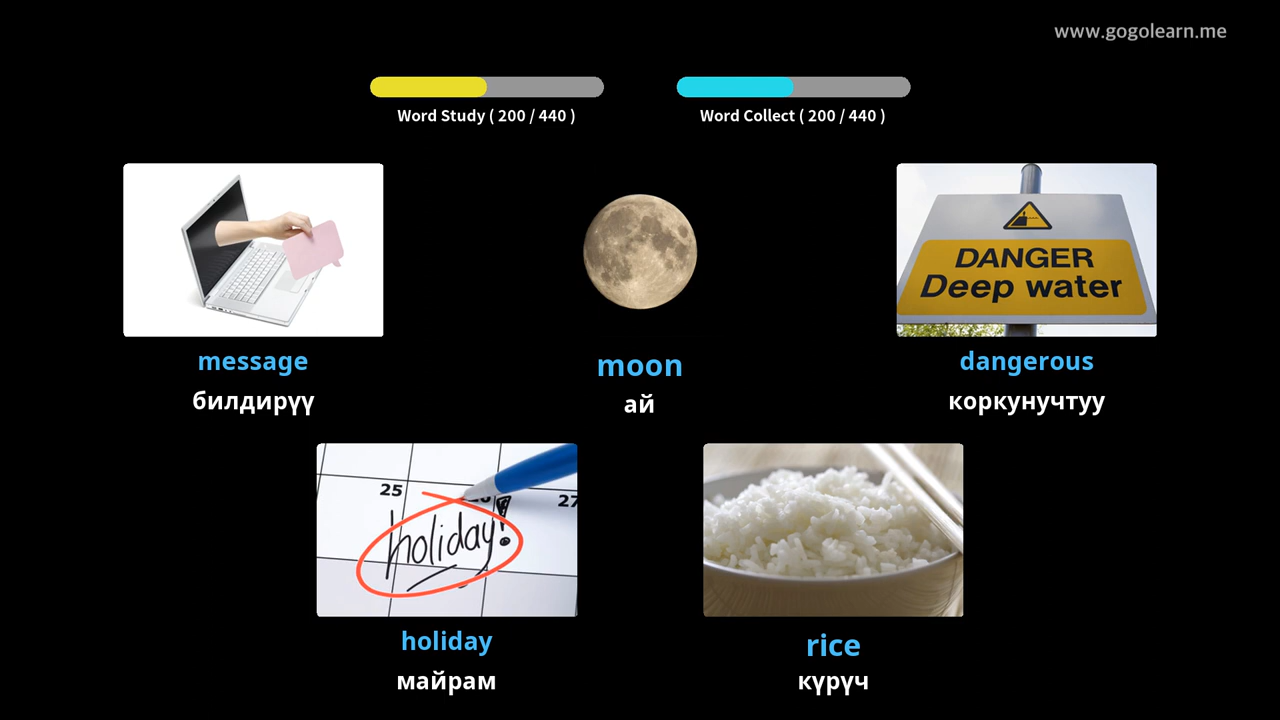 www.gogolearn.me
Word Study ( 200 / 440 )
Word Collect ( 200 / 440 )
DANGER
Deep water
message
билдирүү
moon
ай
dangerous
коркунучтуу
25
27
holiday!
holiday
майрам
rice
күрүч